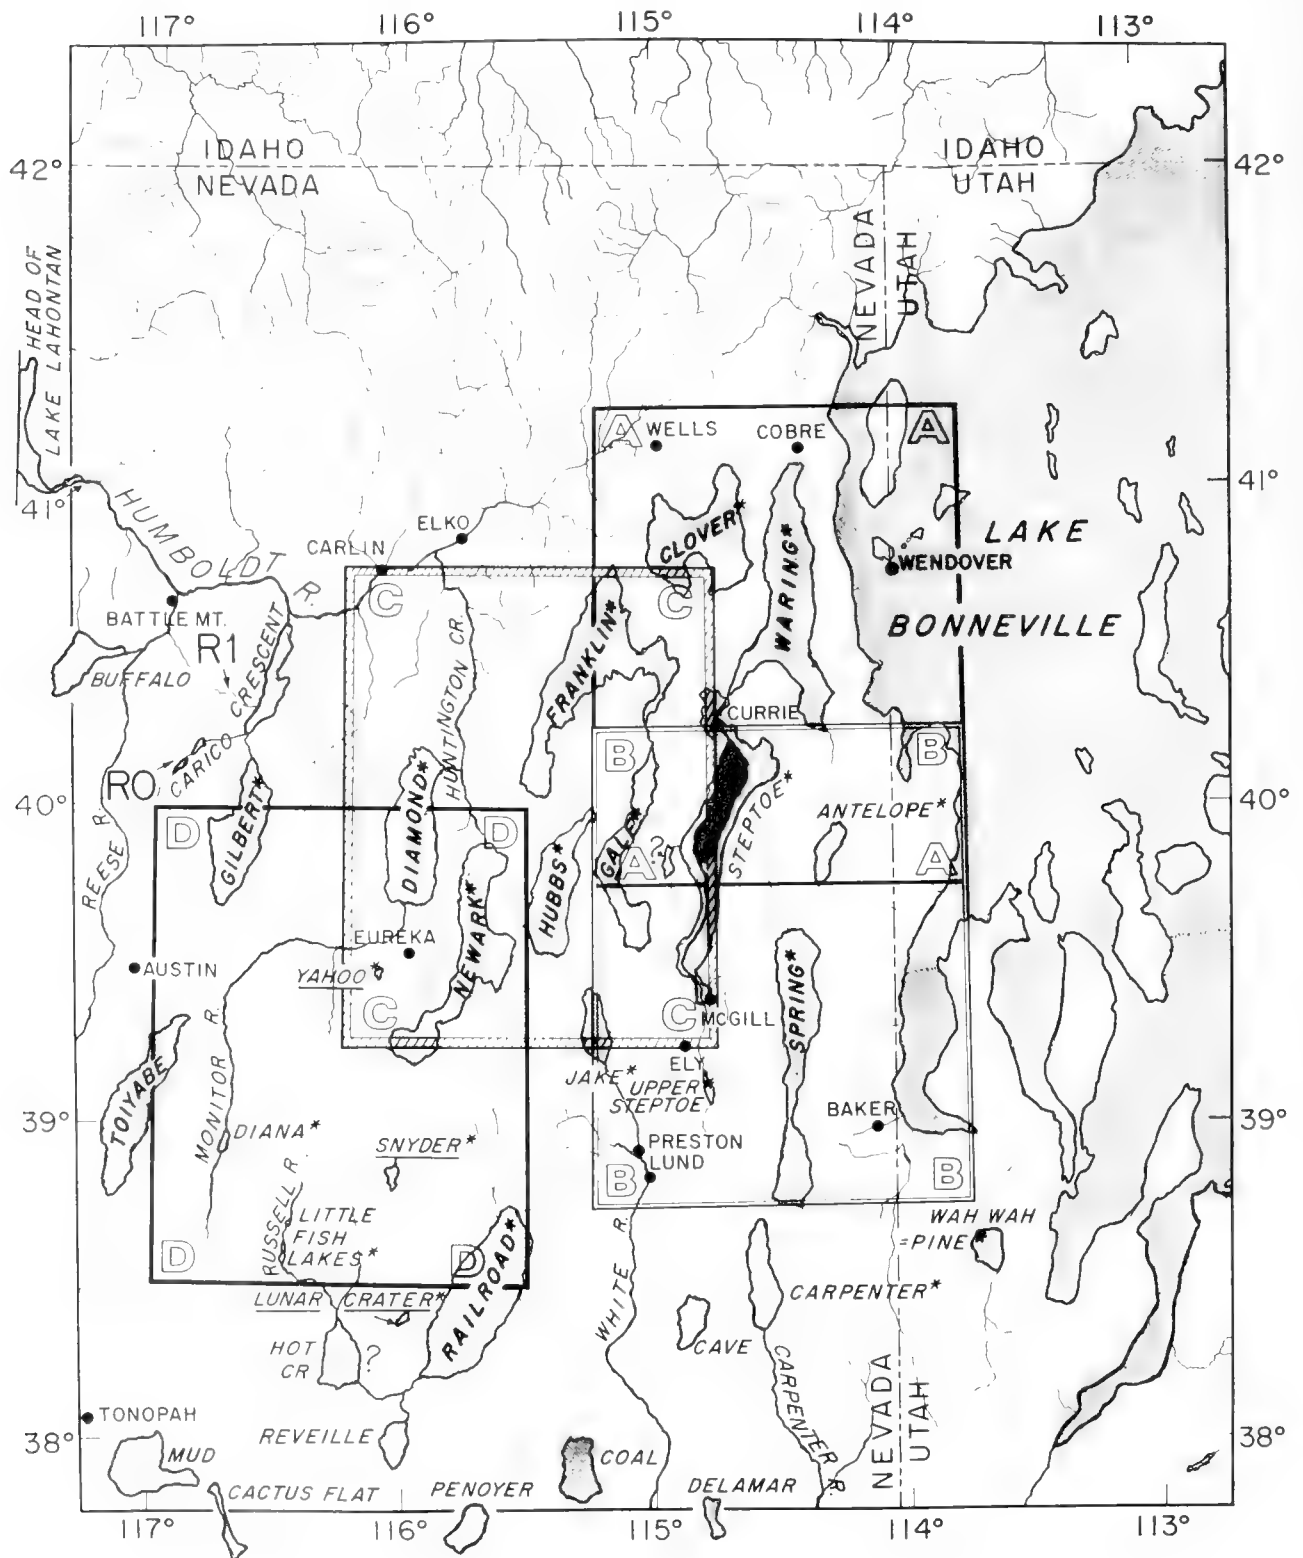 117° 116° 115° 114° 113°
IDAHO
NEVADA
IDAHO
UTAH
42°
42°
NEVADA
UTAH
HEAD OF
LAKE LAHONTAN
A
WELLS
COBRE
A
41°
41°
HUMBOLDT R.
ELKO
CARLIN
CLOVER*
WARING*
LAKE
BONNEVILLE
WENDOVER
C
C
BATTLE MT.
R1
BUFFALO
CRESCENT
HUNTINGTON CR.
FRANKLIN*
CURRIE
B
B
RO
CARICO
40°
40°
REESE R.
D
GILBERT*
DIAMOND*
D
HUBBS*
GALE*
A
?
STEPTOE*
ANTELOPE*
A
EUREKA
YAHOO*
NEWARK*
AUSTIN
C
C
MCGILL
SPRING*
ELY
JAKE*
UPPER
STEPTOE*
BAKER
TOIYABE
MONITOR R.
39°
39°
DIANA*
SNYDER*
PRESTON
LUND
B
B
RUSSELL R.
LITTLE
FISH
LAKES*
D
D
RAILROAD*
WAH WAH
=PINE*
LUNAR CRATER*
WHITE R.
CARPENTER*
HOT
CR
?
CAVE
CARPENTER R.
NEVADA
UTAH
TONOPAH
38°
38°
REVEILLE
MUD
COAL
CACTUS FLAT
PENOYER
DELAMAR
117° 116° 115° 114° 113°